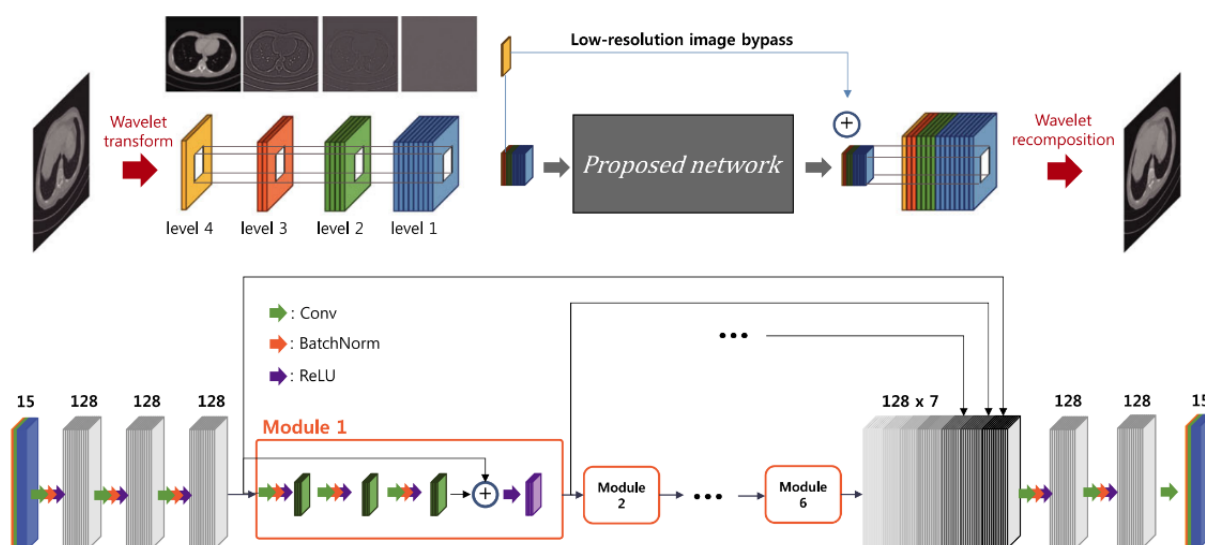 Low-resolution image bypass
Wavelet
transform
+
Wavelet
recomposition
Proposed network
level 4
level 3
level 2
level 1
: Conv
: BatchNorm
: ReLU
•••
15
128
128
128
Module 1
+
Module
2
•••
Module
6
128 x 7
128
128
15